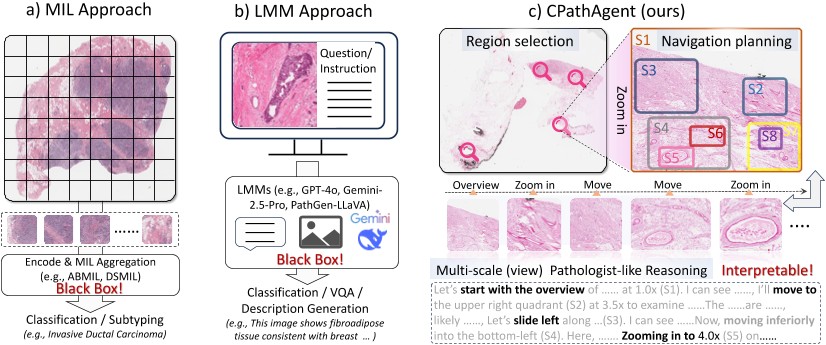 a) MIL Approach
Encode & MIL Aggregation
(e.g., ABMIL, DSMIL)
Black Box!
Classification / Subtyping
(e.g., Invasive Ductal Carcinoma)
b) LMM Approach
Question/
Instruction
LMMs (e.g., GPT-4o, Gemini-
2.5-Pro, PathGen-LLaVA)
Gemini
Black Box!
Classification / VQA /
Description Generation
(e.g., This image shows fibroadipose
tissue consistent with breast ... )
c) CPathAgent (ours)
Region selection
Zoom in
S1
Navigation planning
S3
S2
S4
S6
S8
S5
Overview
Zoom in
Move
Move
Zoom in
Multi-scale (view) Pathologist-like Reasoning
Interpretable!
Let's start with the overview of ...... at 1.0x (S1). I can see ......, I'll move to
the upper right quadrant (S2) at 3.5x to examine ......The ......are ......,
likely ......, Let's slide left along ...(S3). I can see ......Now, moving inferiorly
into the bottom-left (S4). Here, ....... Zooming in to 4.0x (S5) on......